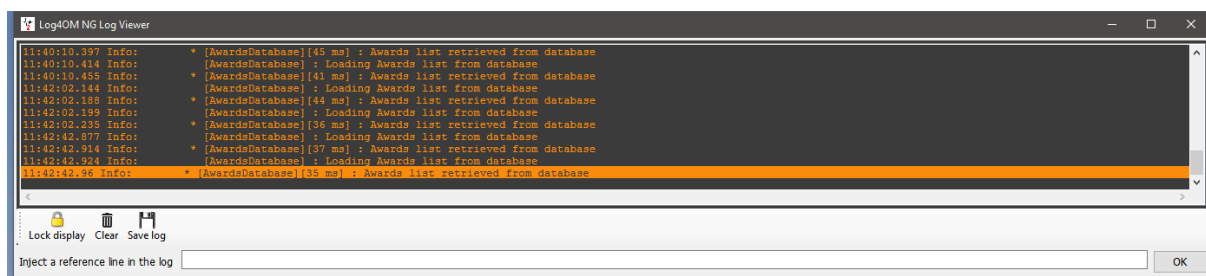 Log4OM NG Log Viewer
11:40:10.397 Info: * [AwardsDatabase][45 ms] : Awards list retrieved from database
11:40:10.414 Info: [AwardsDatabase] : Loading Awards list from database
11:40:10.455 Info: * [AwardsDatabase][41 ms] : Awards list retrieved from database
11:42:02.144 Info: [AwardsDatabase] : Loading Awards list from database
11:42:02.188 Info: * [AwardsDatabase][44 ms] : Awards list retrieved from database
11:42:02.199 Info: [AwardsDatabase] : Loading Awards list from database
11:42:02.235 Info: * [AwardsDatabase][36 ms] : Awards list retrieved from database
11:42:42.877 Info: [AwardsDatabase] : Loading Awards list from database
11:42:42.914 Info: * [AwardsDatabase][37 ms] : Awards list retrieved from database
11:42:42.924 Info: [AwardsDatabase] : Loading Awards list from database
11:42:42.96 Info: * [AwardsDatabase][35 ms] : Awards list retrieved from database
Lock display Clear Save log
Inject a reference line in the log OK